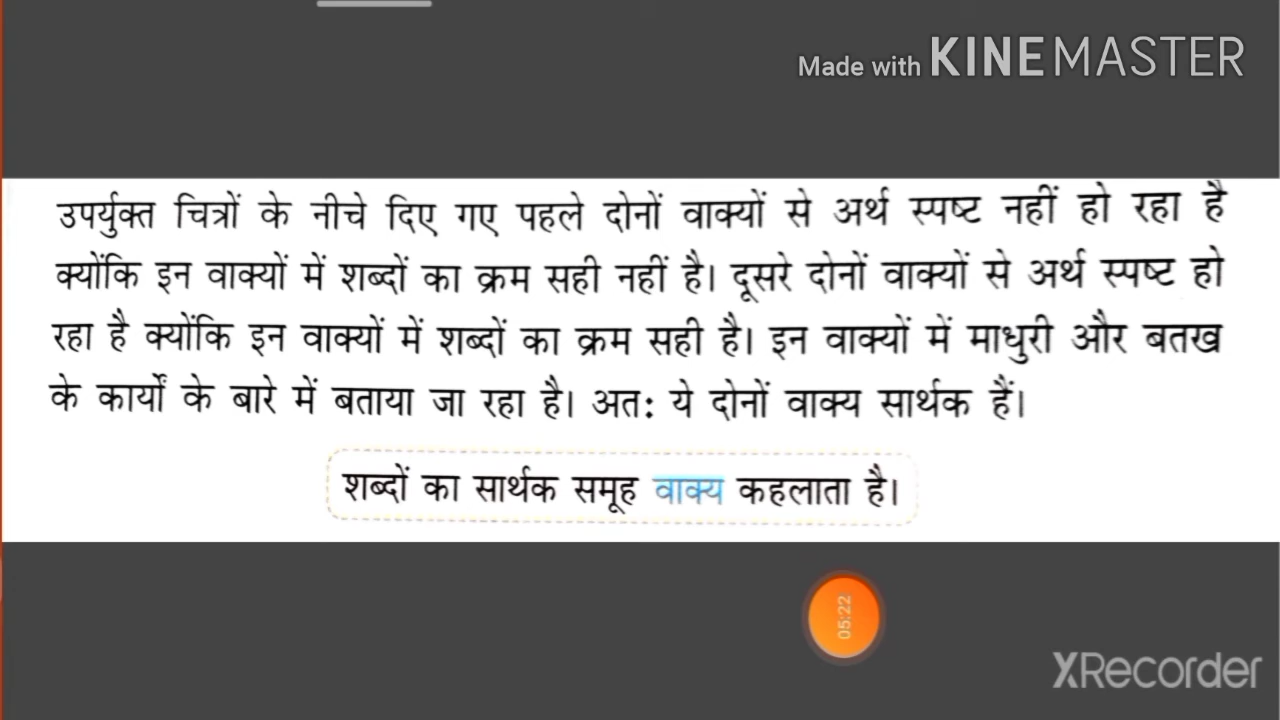 Made with KINEMASTER
उपर्युक्त चित्रों के नीचे दिए गए पहले दोनों वाक्यों से अर्थ स्पष्ट नहीं हो रहा है
क्योंकि इन वाक्यों में शब्दों का क्रम सही नहीं है। दूसरे दोनों वाक्यों से अर्थ स्पष्ट हो
रहा है क्योंकि इन वाक्यों में शब्दों का क्रम सही है। इन वाक्यों में माधुरी और बतख
के कार्यों के बारे में बताया जा रहा है। अतः ये दोनों वाक्य सार्थक हैं।
शब्दों का सार्थक समूह वाक्य कहलाता है।
05:22
XRecorder